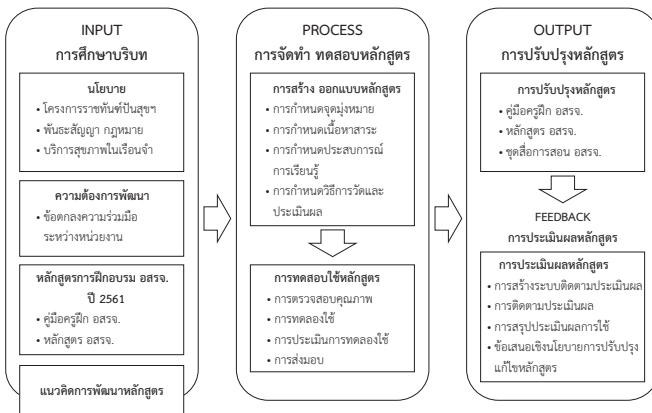 INPUT
การศึกษาบริบท
นโยบาย
• โครงการราชทัณฑ์ปันสุขฯ
• พันธะสัญญา กฎหมาย
• บริการสุขภาพในเรือนจำ
ความต้องการพัฒนา
• ข้อตกลงความร่วมมือ
ระหว่างหน่วยงาน
หลักสูตรการฝึกอบรม อสรจ.
ปี 2561
• คู่มือครูฝึก อสรจ.
• หลักสูตร อสรจ.
แนวคิดการพัฒนาหลักสูตร
PROCESS
การจัดทำ ทดสอบหลักสูตร
การสร้าง ออกแบบหลักสูตร
• การกำหนดจุดมุ่งหมาย
• การกำหนดเนื้อหาสาระ
• การกำหนดประสบการณ์
การเรียนรู้
• การกำหนดวิธีการวัดและ
ประเมินผล
การทดสอบใช้หลักสูตร
• การตรวจสอบคุณภาพ
• การทดลองใช้
• การประเมินการทดลองใช้
• การส่งมอบ
OUTPUT
การปรับปรุงหลักสูตร
การปรับปรุงหลักสูตร
• คู่มือครูฝึก อสรจ.
• หลักสูตร อสรจ.
• ชุดสื่อการสอน อสรจ.
FEEDBACK
การประเมินผลหลักสูตร
การประเมินผลหลักสูตร
• การสร้างระบบติดตามประเมินผล
• การติดตามประเมินผล
• การสรุปประเมินผลการใช้
• ข้อเสนอเชิงนโยบายการปรับปรุง
แก้ไขหลักสูตร